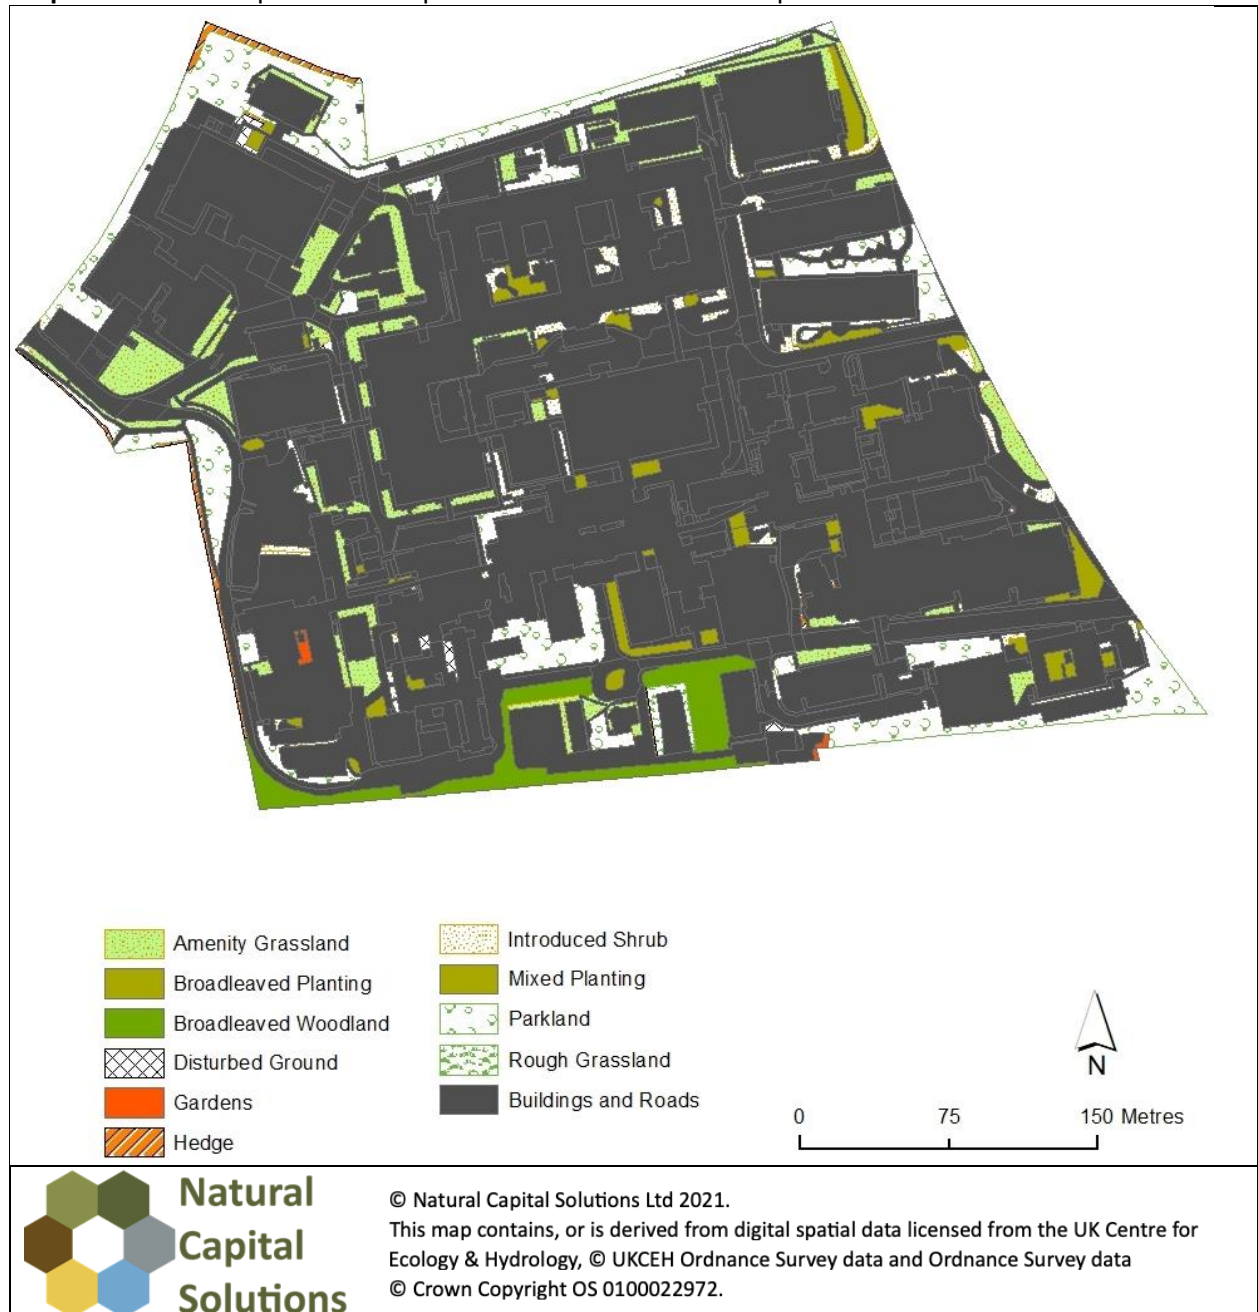 Amenity Grassland
Broadleaved Planting
Broadleaved Woodland
Disturbed Ground
Gardens
Hedge
Introduced Shrub
Mixed Planting
Parkland
Rough Grassland
Buildings and Roads
N
0 75 150 Metres
Natural
Capital
Solutions
© Natural Capital Solutions Ltd 2021.
This map contains, or is derived from digital spatial data licensed from the UK Centre for
Ecology & Hydrology, © UKCEH Ordnance Survey data and Ordnance Survey data
© Crown Copyright OS 0100022972.